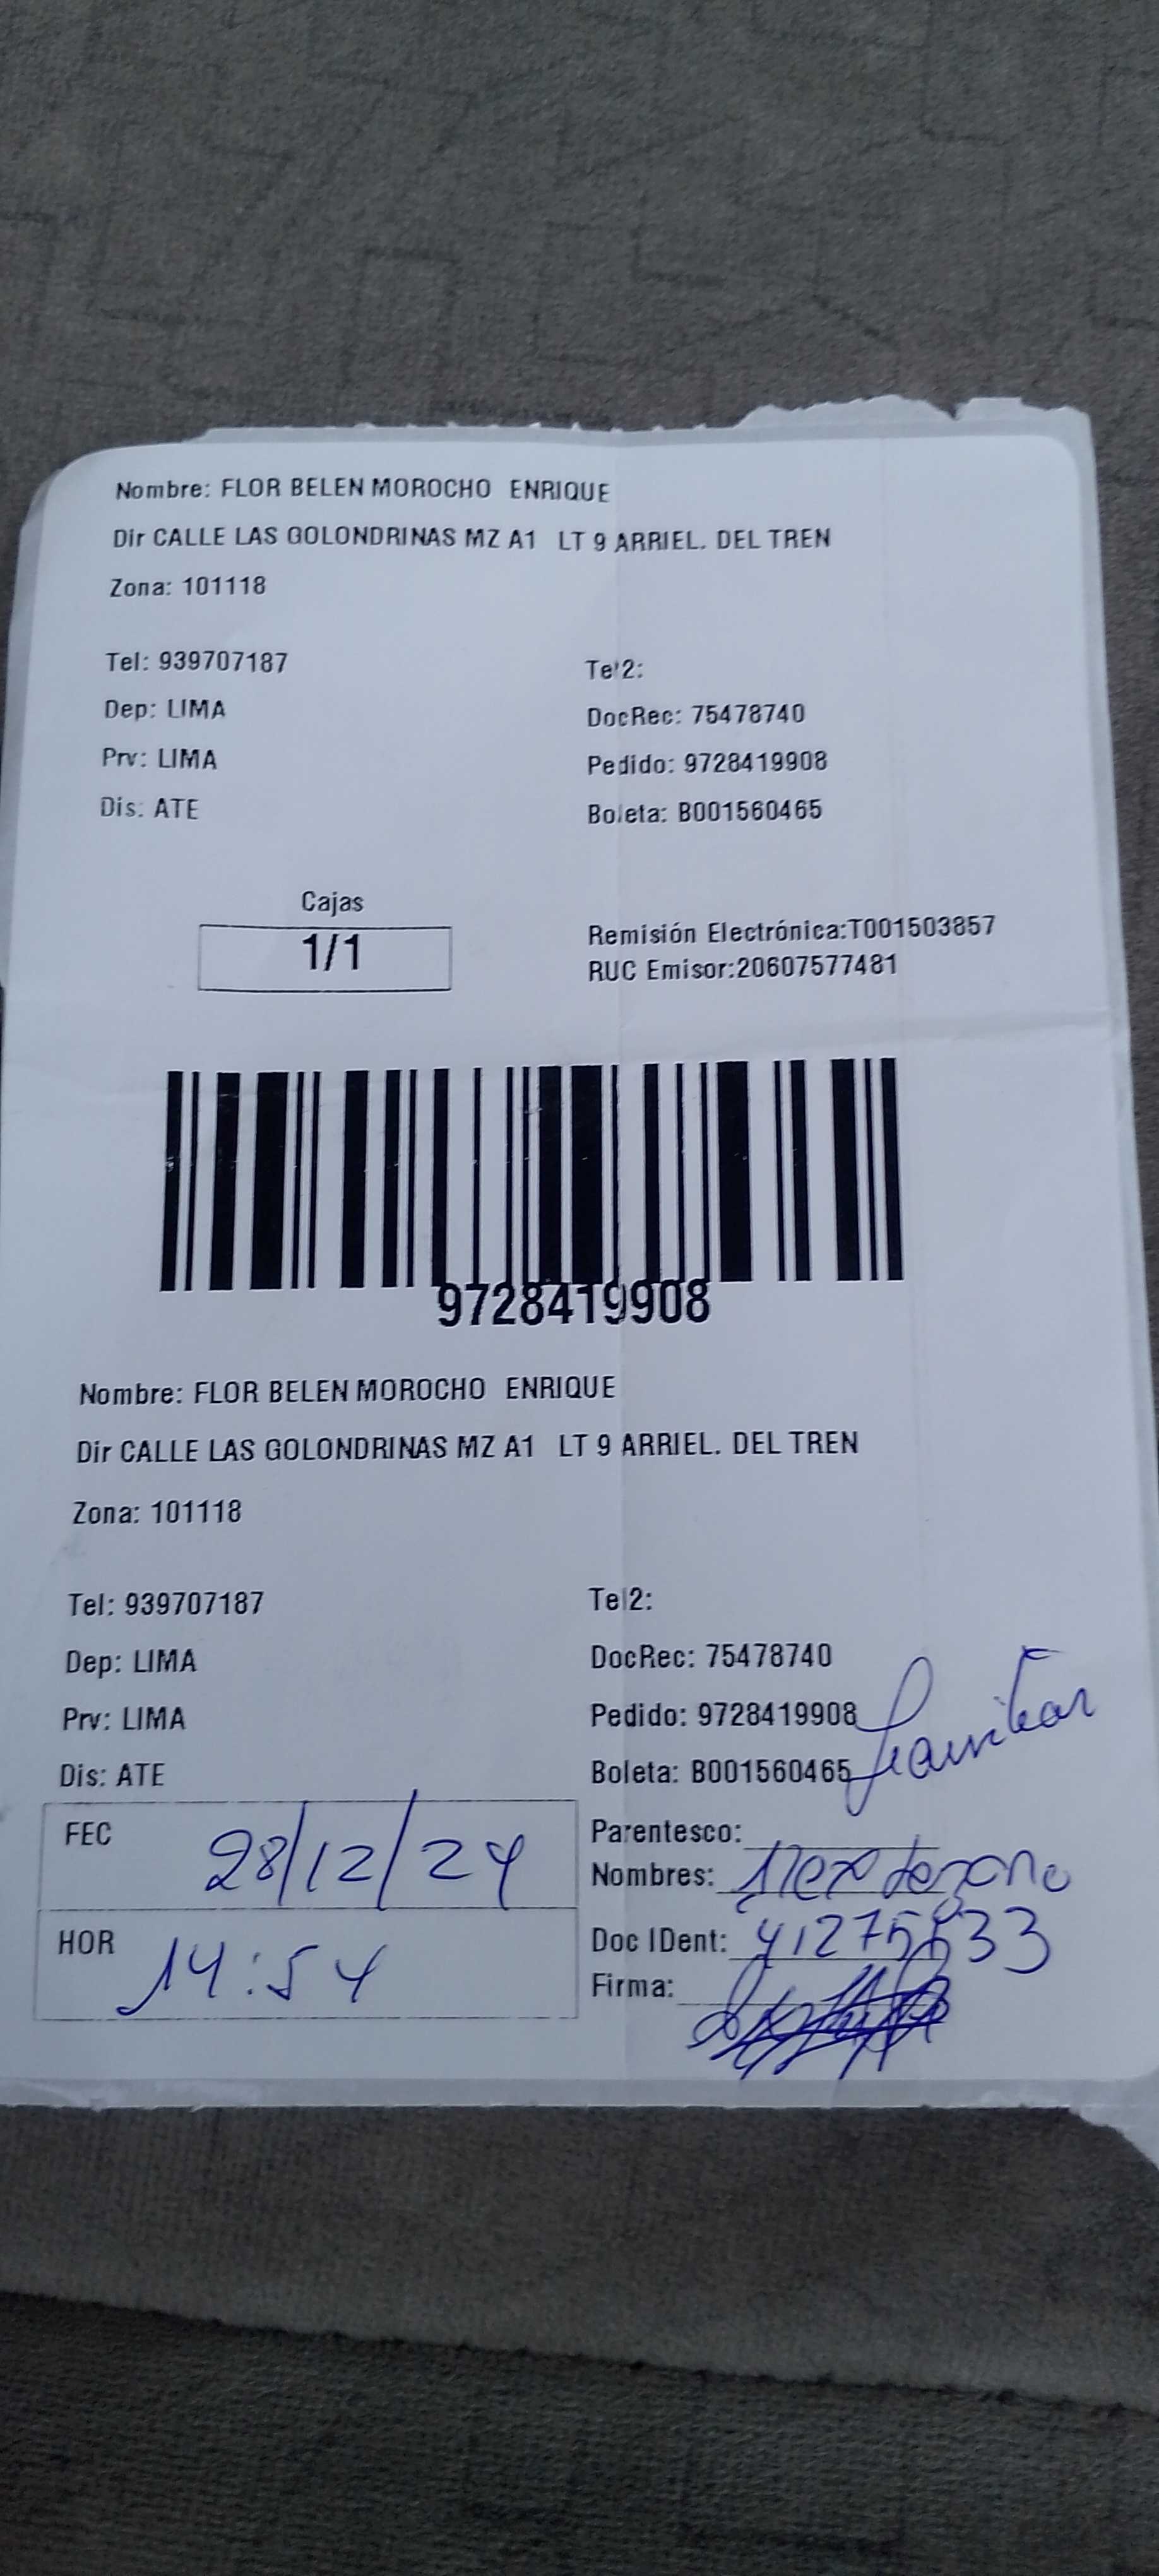 Nombre: FLOR BELEN MOROCHO ENRIQUE
Dir CALLE LAS GOLONDRINAS MZ A1 LT 9 ARRIEL. DEL TREN
Zona: 101118
Tel: 939707187
Tel2:
Dep: LIMA
DocRec: 75478740
Prv: LIMA
Pedido: 9728419908
Dis: ATE
Boleta: B001560465
Cajas
1/1
Remisión Electrónica:T001503857
RUC Emisor:20607577481
9728419908
Nombre: FLOR BELEN MOROCHO ENRIQUE
Dir CALLE LAS GOLONDRINAS MZ A1 LT 9 ARRIEL. DEL TREN
Zona: 101118
Tel: 939707187
Tel2:
Dep: LIMA
DocRec: 75478740
Prv: LIMA
Pedido: 9728419908
Dis: ATE
Boleta: B001560465
FEC 28/12/24
Parentesco:
Nombres:
HOR 14:54
Doc IDent:
Firma: